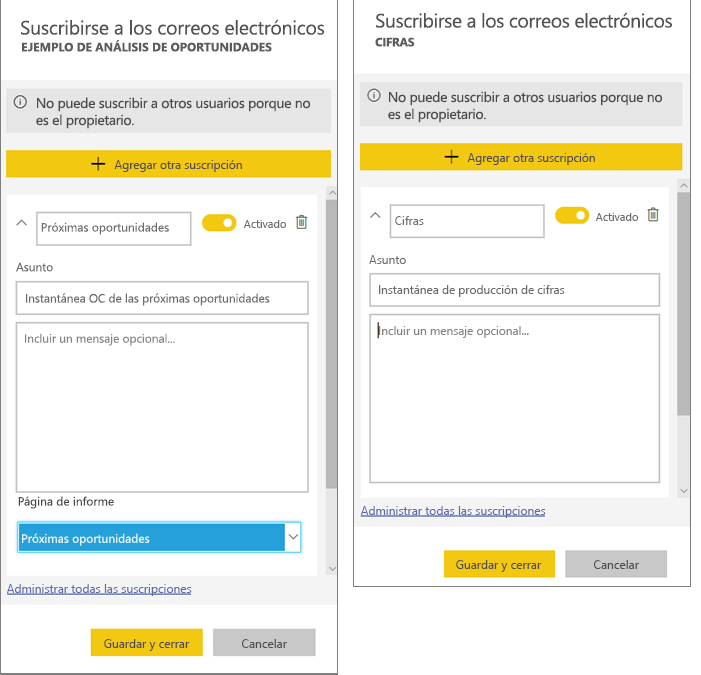 Suscribirse a los correos electrónicos
EJEMPLO DE ANÁLISIS DE OPORTUNIDADES
No puede suscribir a otros usuarios porque no
es el propietario.
Agregar otra suscripción
Próximas oportunidades
Activado
Asunto
Instantánea OC de las próximas oportunidades
Incluir un mensaje opcional...
Página de informe
Próximas oportunidades
Administrar todas las suscripciones
Guardar y cerrar
Cancelar
Suscribirse a los correos electrónicos
CIFRAS
No puede suscribir a otros usuarios porque no
es el propietario.
Agregar otra suscripción
Cifras
Activado
Asunto
Instantánea de producción de cifras
Incluir un mensaje opcional...
Administrar todas las suscripciones
Guardar y cerrar
Cancelar